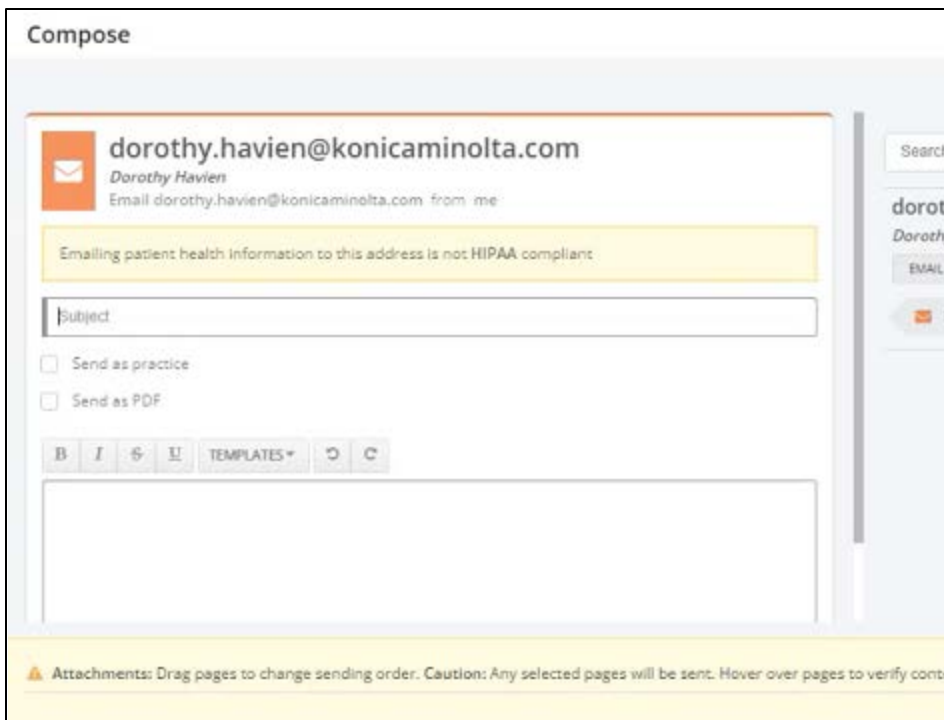 Compose
dorothy.havien@konicaminolta.com
Dorothy Havien
Email dorothy.havien@konicaminolta.com from me
Emailing patient health information to this address is not HIPAA compliant
Subject
Send as practice
Send as PDF
B I S U TEMPLATES
Search
dorot
Doroth
EMAIL
Attachments: Drag pages to change sending order. Caution: Any selected pages will be sent. Hover over pages to verify cont